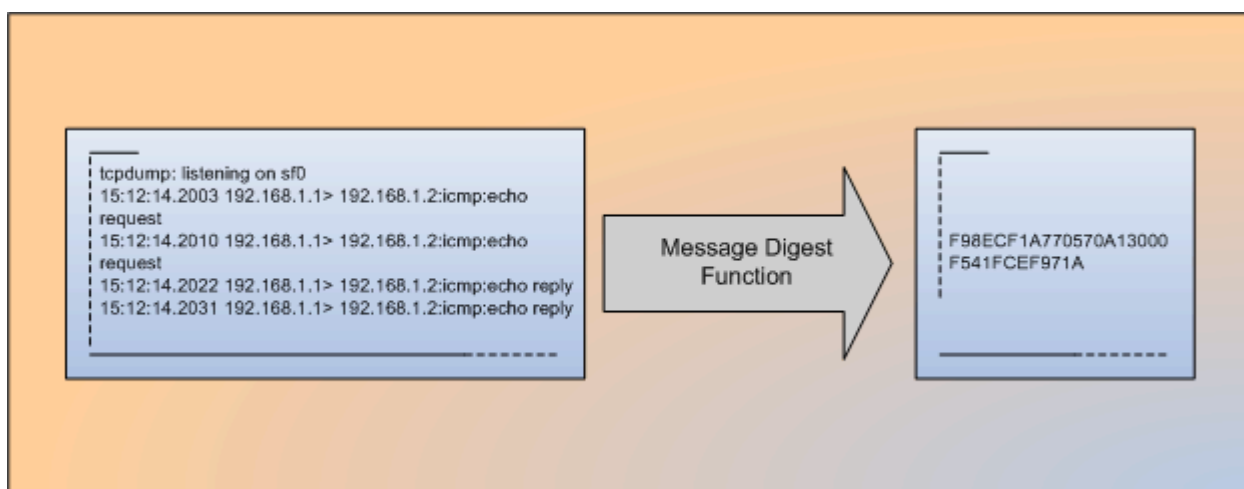 tcpdump: listening on sf0
15:12:14.2003 192.168.1.1> 192.168.1.2:icmp:echo
request
15:12:14.2010 192.168.1.1> 192.168.1.2:icmp:echo
request
15:12:14.2022 192.168.1.1> 192.168.1.2:icmp:echo reply
15:12:14.2031 192.168.1.1> 192.168.1.2:icmp:echo reply
Message Digest
Function
F98ECF1A770570A13000
F541FCEF971A